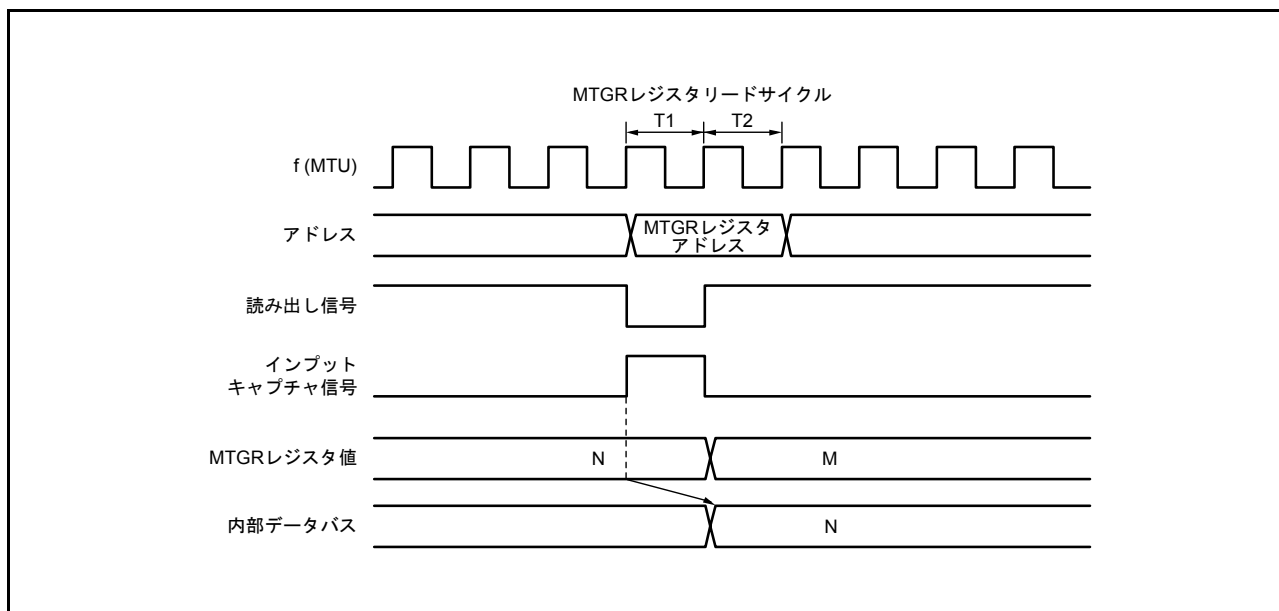 MTGRレジスタリードサイクル
T1
T2
f (MTU)
アドレス
MTGRレジスタ
アドレス
読み出し信号
インプット
キャプチャ信号
MTGRレジスタ値
N
M
内部データバス
N